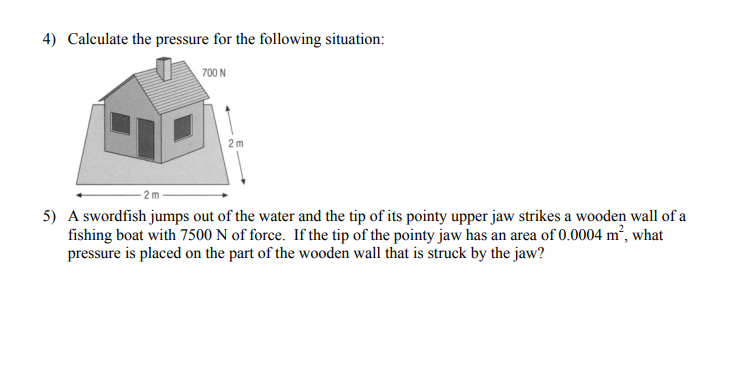 4) Calculate the pressure for the following situation:
700 N
2 m
2 m
5) A swordfish jumps out of the water and the tip of its pointy upper jaw strikes a wooden wall of a
fishing boat with 7500 N of force. If the tip of the pointy jaw has an area of 0.0004 m², what
pressure is placed on the part of the wooden wall that is struck by the jaw?